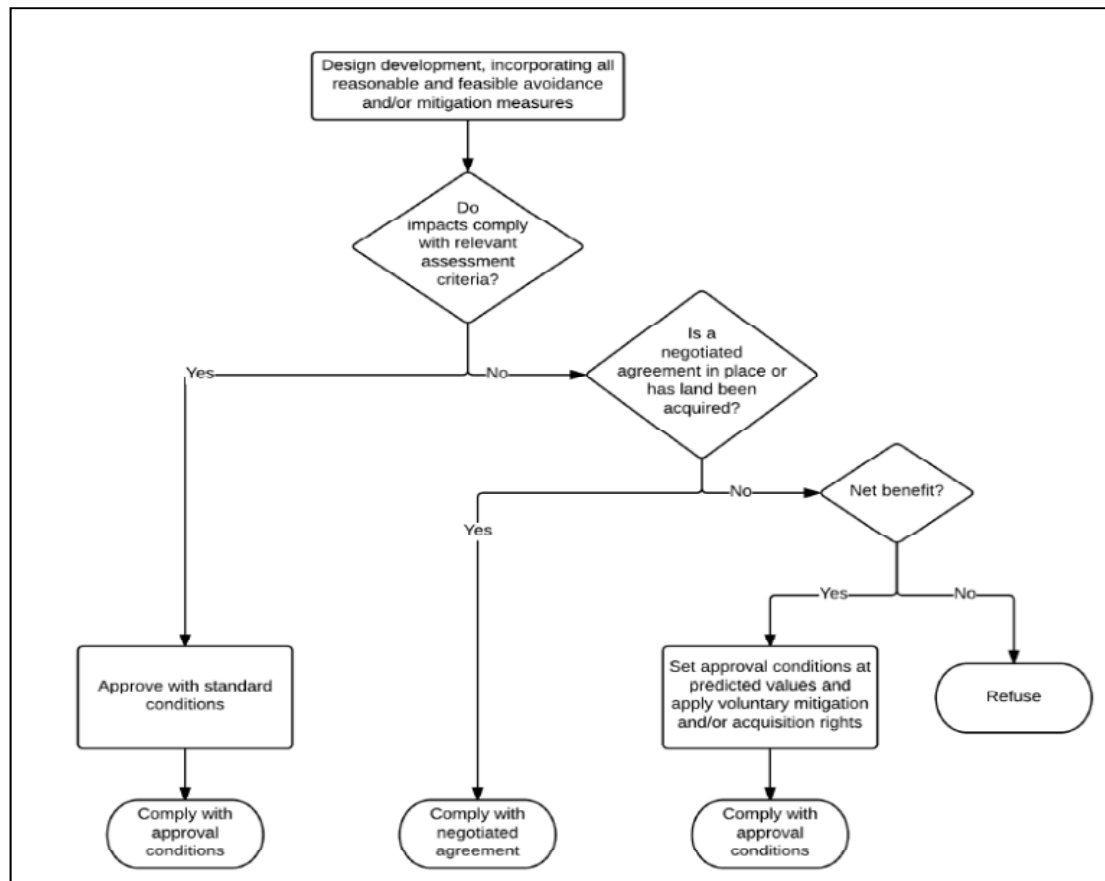 Design development, incorporating all
reasonable and feasible avoidance
and/or mitigation measures
Do
impacts comply
with relevant
assessment
criteria?
Is a
negotiated
agreement in place or
has land been
acquired?
Yes
No
Net benefit?
No
Yes
Yes
No
Approve with standard
conditions
Set approval conditions at
predicted values and
apply voluntary mitigation
and/or acquisition rights
Refuse
Comply with
approval
conditions
Comply with
negotiated
agreement
Comply with
approval
conditions